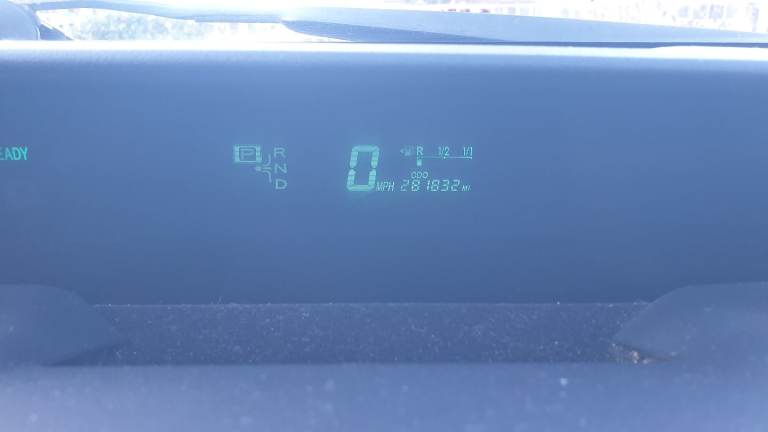 EADY
P R
N
D
0 MPH
R 1/2 1/1
ODO
281832 MI